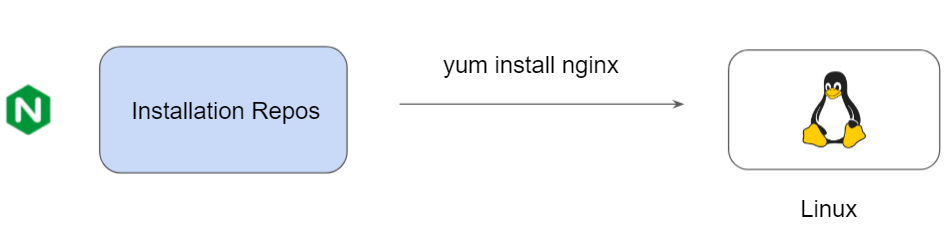 yum install nginx
N
Installation Repos
Linux